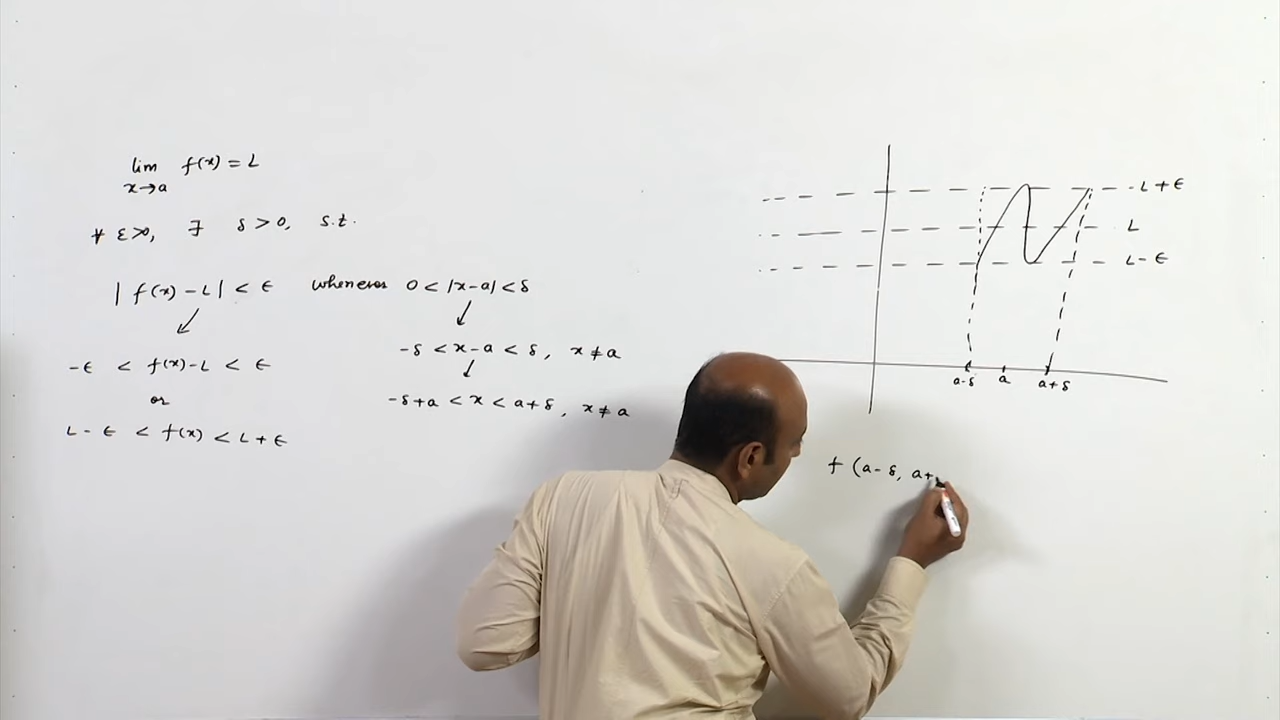 lim f(x) = L
x→a
∀ ε>0, ∃ δ > 0, s.t.
| f(x) - L | < ε whenever 0 < |x-a| < δ
-ε < f(x)-L < ε
-δ < x-a < δ, x ≠ a
or
-δ+a < x < a+δ, x ≠ a
L - ε < f(x) < L + ε
L + ε
L
L - ε
a-δ a a+δ
f (a-δ, a+